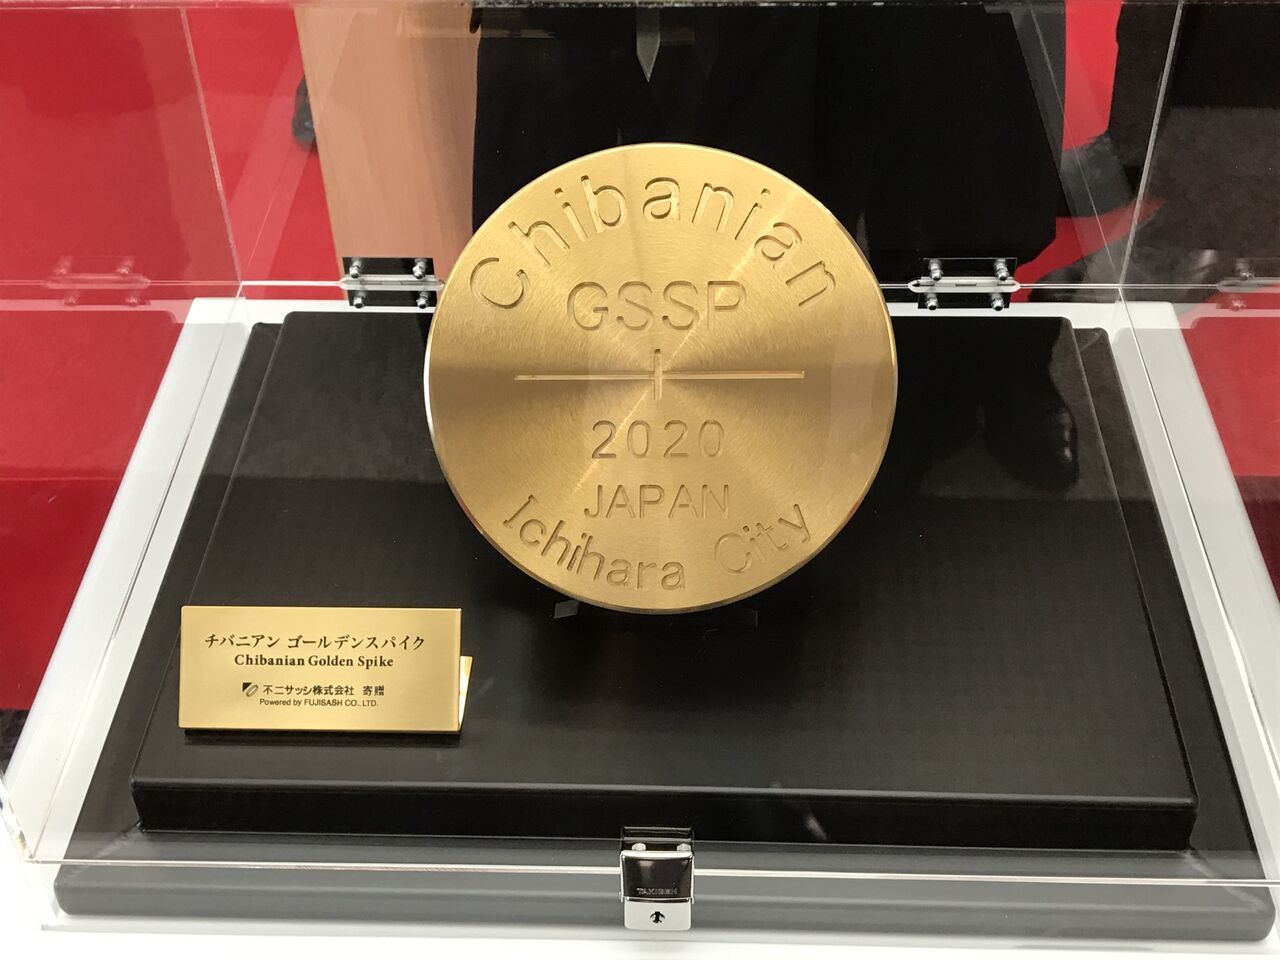 Chibanian
GSSP
2020
JAPAN
Ichihara City
チバニアン ゴールデンスパイク
Chibanian Golden Spike
不二サッシ株式会社 寄贈
Powered by FUJISASH CO., LTD.
TAKIGEN